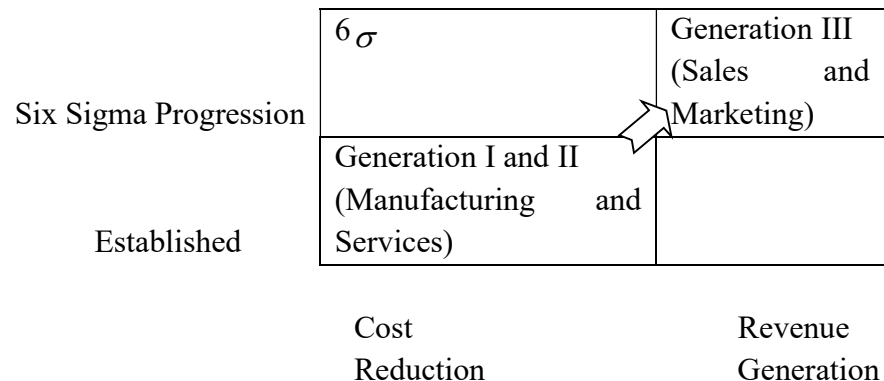 6σ
Generation III
(Sales and
Marketing)
Six Sigma Progression
Generation I and II
(Manufacturing and
Services)
Established
Cost
Reduction
Revenue
Generation